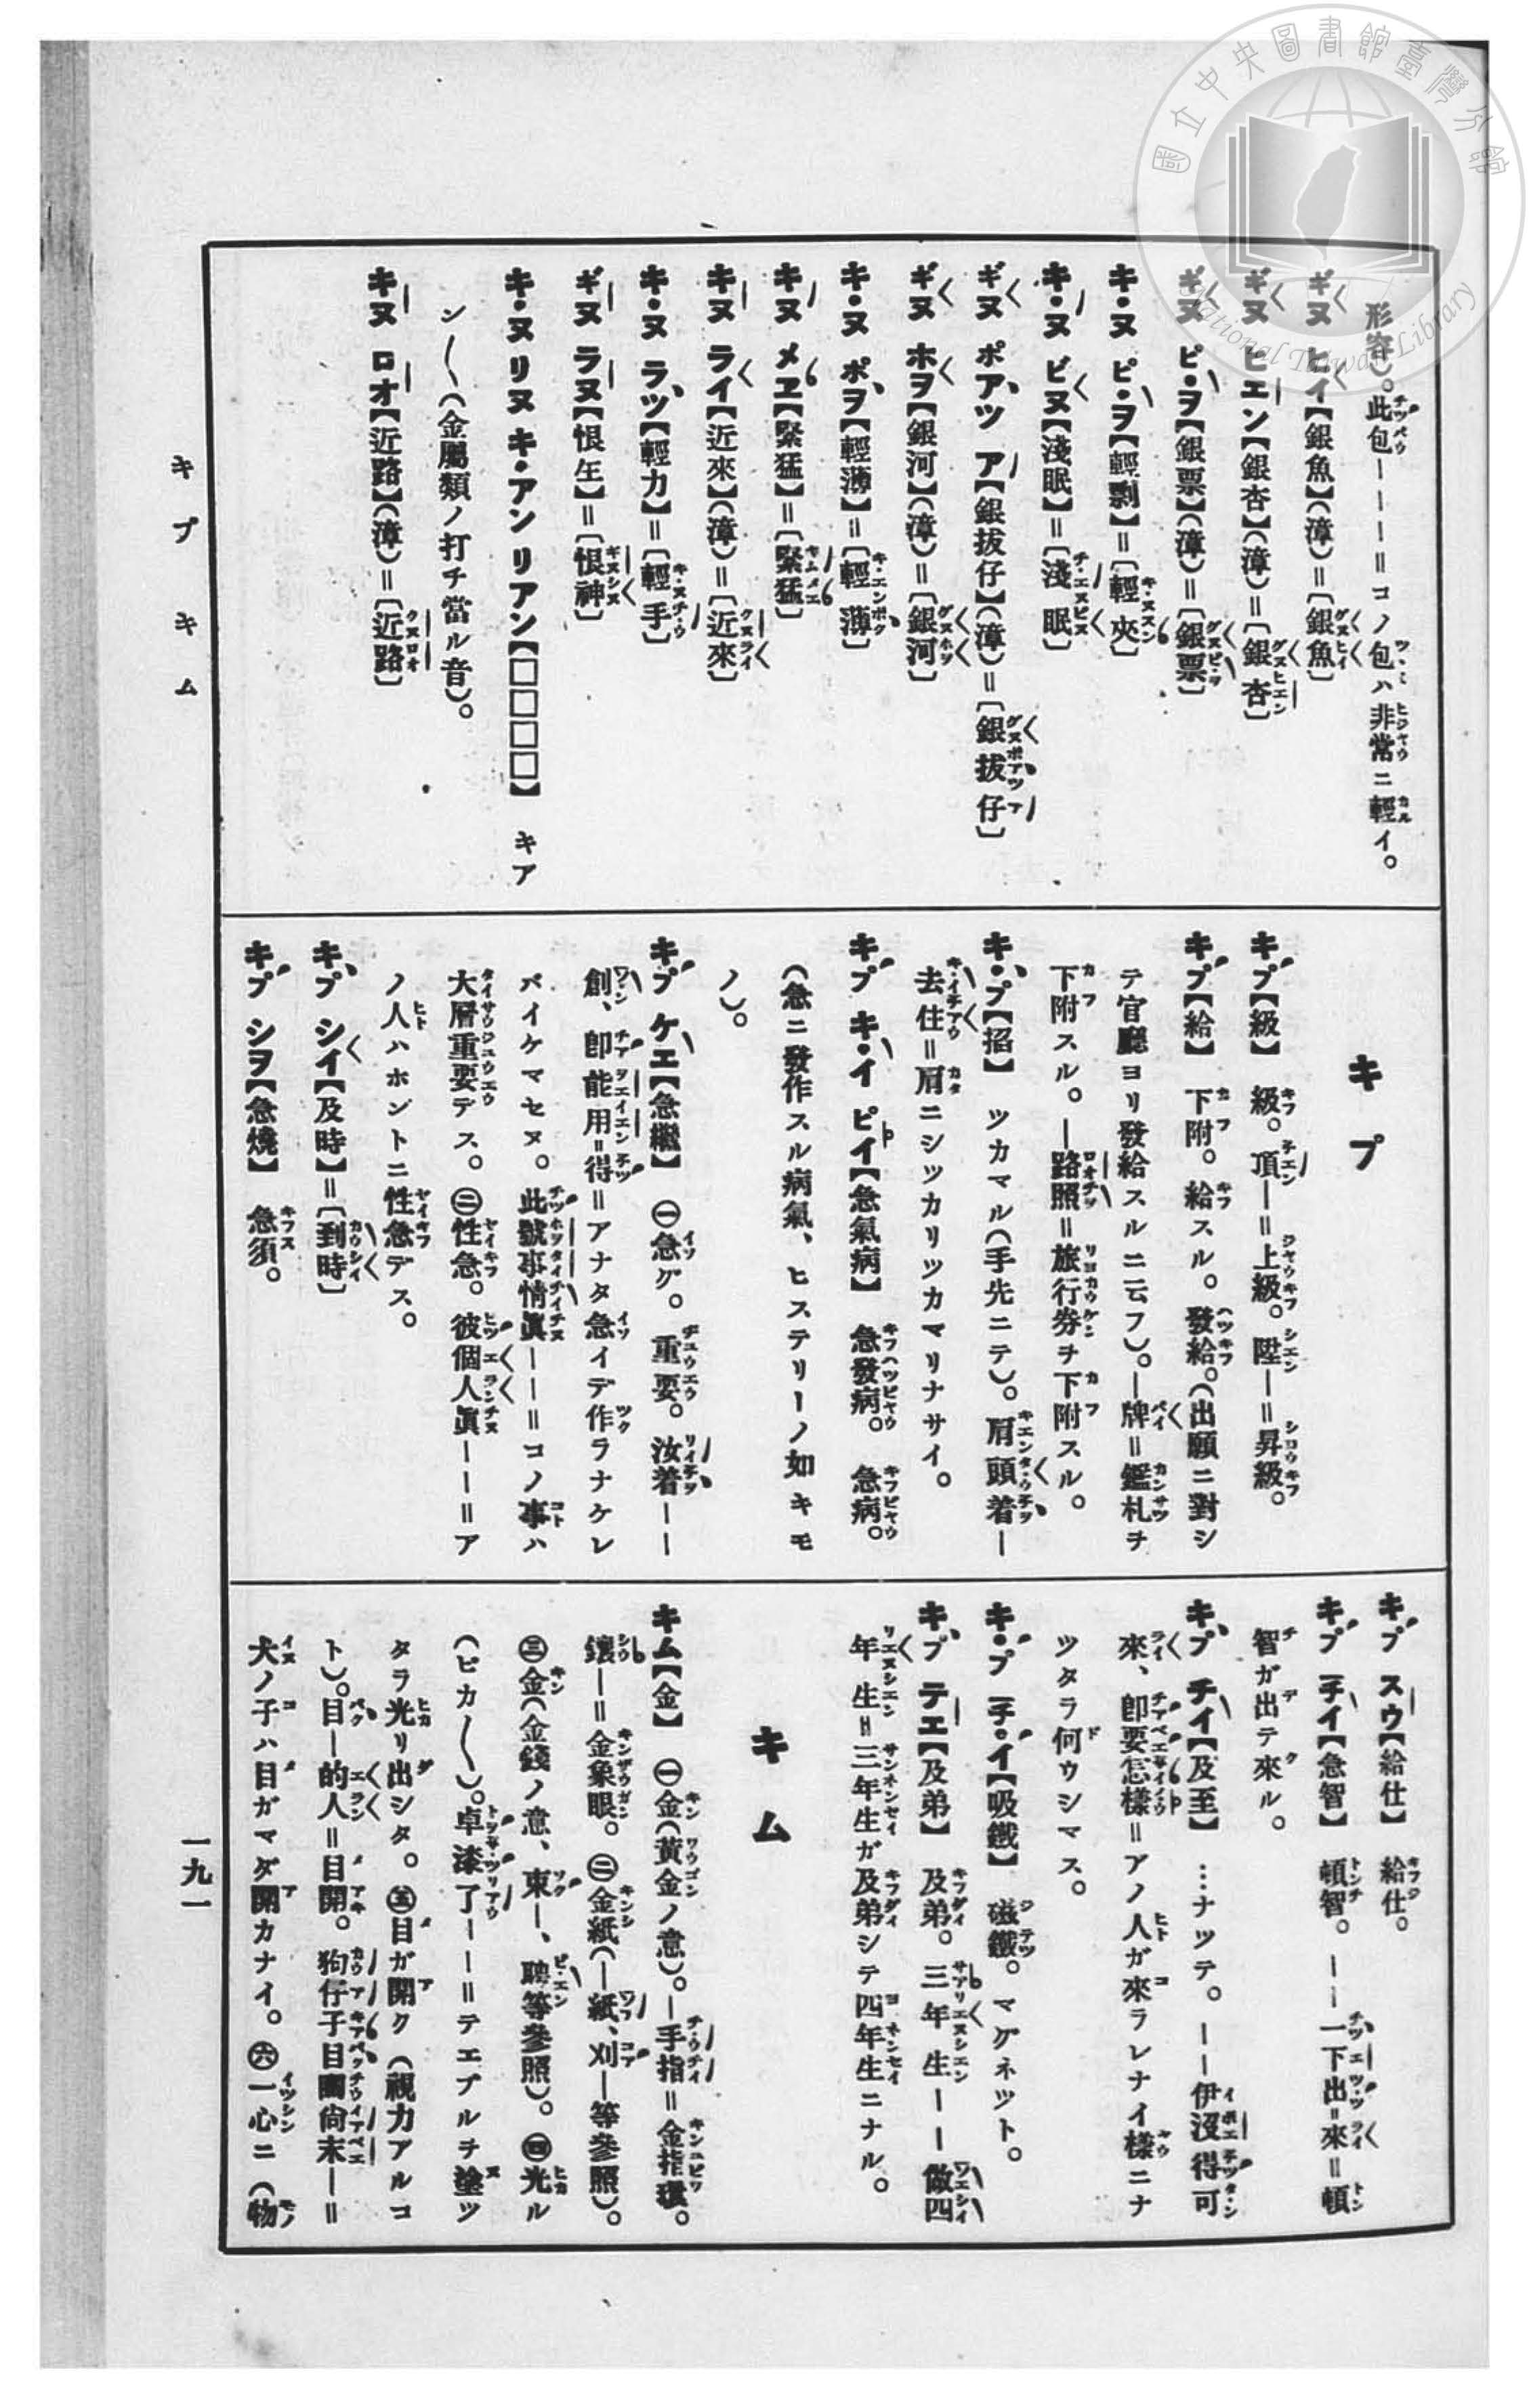 形容)。此包ーーー=コノ包ハ非常ニ輕イ。
ギヌ ヒイ【銀魚】(漳)=〔銀魚〕
ギヌ ヒエン【銀杏】(漳)=〔銀杏〕
ギヌ ピ・ヲ【銀票】(漳)=〔銀票〕
キ・ヌ ピ・ヲ【輕剽】=〔輕夾〕
キ・ヌ ビヌ【淺眠】=〔淺眠〕
ギヌ ポアツ ア【銀拔仔】(漳)=〔銀拔仔〕
ギヌ ホヲ【銀河】(漳)=〔銀河〕
キ・ヌ ポヲ【輕薄】=〔輕薄〕
キヌ メヱ【緊猛】=〔緊猛〕
キヌ ライ【近來】(漳)=〔近來〕
キ・ヌ ラツ【輕力】=〔輕手〕
ギヌ ラヌ【恨生】=〔恨神〕
キ・ヌ リヌ キ・アン リアン【□□□□】 キア
ン〱(金屬類ノ打チ當ル音)。
キヌ ロオ【近路】(漳)=〔近路〕
キプ
キプ【級】 級。頂ー=上級。陞ー=昇級。
キプ【給】 下附。給スル。發給。(出願ニ對シ
テ官廳ヨリ發給スルニ云フ)。ー牌=鑑札チ
下附スル。ー路照=旅行券チ下附スル。
キ・プ【招】 ツカマル(手先ニテ)。肩頭着ー
去住=肩ニシツカリツカマリナサイ。
キプ キ・イ ピイ【急氣病】 急發病。急病。
(急ニ發作スル病氣、ヒステリーノ如キモ
ノ)。
キプ ケエ【急繼】 ㊀急グ。重要。汝着ーー
創、卽能用=得=アナタ急イデ作ラナケレ
バイケマセヌ。此號事情眞ーー=コノ事ハ
大層重要デス。㊁性急。彼個人眞ーー=ア
ノ人ハホントニ性急デス。
キプ シイ【及時】=〔到時〕
キプ シヲ【急燒】 急須。
キプ スウ【給仕】 給仕。
キプ チイ【急智】 頓智。ーー一下出=來=頓
智ガ出テ來ル。
キプ チイ【及至】 …ナツテ。ーー伊沒得可
來、卽要怎樣=アノ人ガ來ラレナイ樣ニナ
ツタラ何ウシマス。
キ・プ チ・イ【吸鐵】 磁鐵。マグネツト。
キプ テエ【及弟】 及弟。三年生ーー做四
年生=三年生ガ及弟シテ四年生ニナル。
キム
キム【金】 ㊀金(黃金ノ意)。ー手指=金指環。
鑲ー=金象眼。㊁金紙(ー紙、刈ー等參照)。
㊂金(金錢ノ意、束ー、聘等參照)。㊃光ル
(ピカ〱)。卓漆了ーー=テエブルチ塗ツ
タラ光リ出シタ。㊄目ガ開ク(視力アルコ
ト)。目ー的人=目開。狗仔子目睭尙未ー=
犬ノ子ハ目ガマダ開カナイ。㊅一心ニ(物
キプ キム
一九一
國立中央圖書館臺灣分館
National Taiwan Library